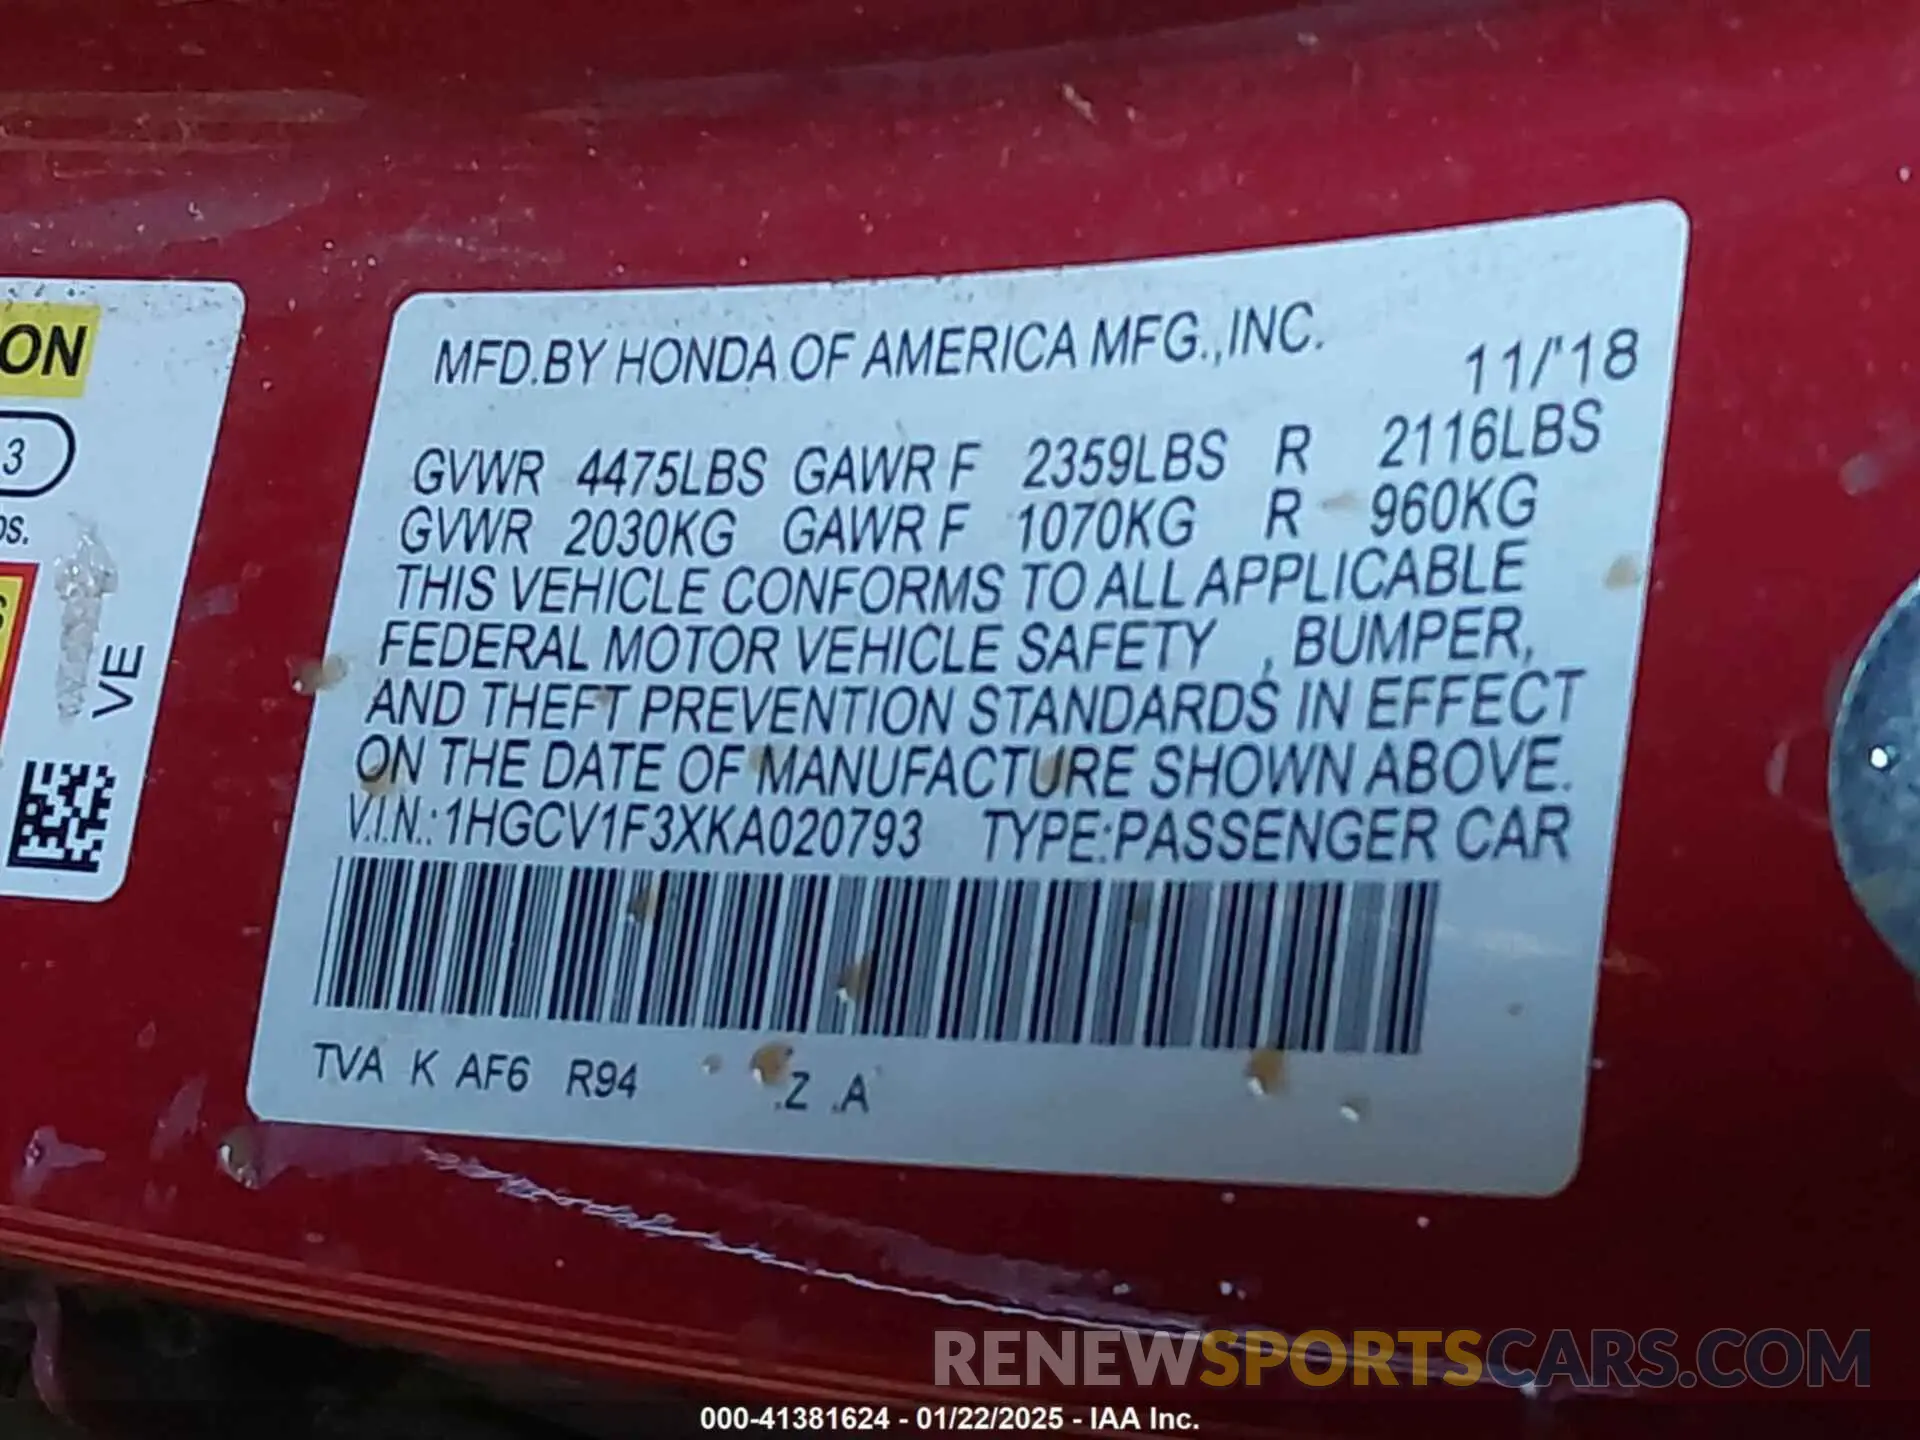 ON
3
os.
S
VE
MFD.BY HONDA OF AMERICA MFG.,INC.
11/'18
GVWR 4475LBS GAWR F 2359LBS R 2116LBS
GVWR 2030KG GAWR F 1070KG R 960KG
THIS VEHICLE CONFORMS TO ALL APPLICABLE
FEDERAL MOTOR VEHICLE SAFETY , BUMPER,
AND THEFT PREVENTION STANDARDS IN EFFECT
ON THE DATE OF MANUFACTURE SHOWN ABOVE.
V.I.N.:1HGCV1F3XKA020793 TYPE:PASSENGER CAR
TVA K AF6 R94 .Z .A
RENEWSPORTSCARS.COM
000-41381624 - 01/22/2025 - IAA Inc.